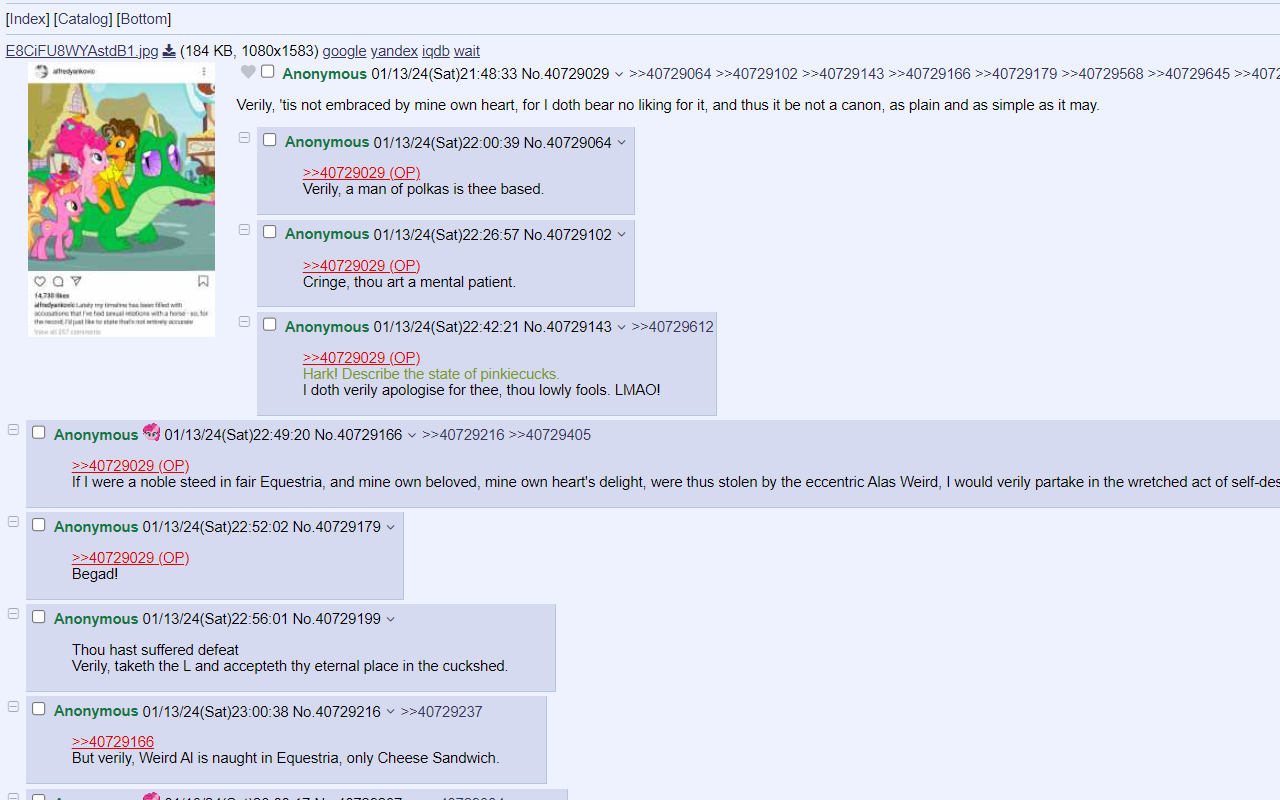 [Index] [Catalog] [Bottom]
E8CiFU8WYAstdB1.jpg (184 KB, 1080x1583) google yandex iqdb wait
alfredyankovic
14,738 likes
alfredyankovic Lately my timeline has been filled with
accusations that I've had sexual relations with a horse - so, for
the record, I'd just like to state that's not entirely accurate
View all 357 comments
Anonymous 01/13/24(Sat)21:48:33 No.40729029 >>40729064 >>40729102 >>40729143 >>40729166 >>40729179 >>40729568 >>40729645 >>4072
Verily, 'tis not embraced by mine own heart, for I doth bear no liking for it, and thus it be not a canon, as plain and as simple as it may.
Anonymous 01/13/24(Sat)22:00:39 No.40729064
>>40729029 (OP)
Verily, a man of polkas is thee based.
Anonymous 01/13/24(Sat)22:26:57 No.40729102
>>40729029 (OP)
Cringe, thou art a mental patient.
Anonymous 01/13/24(Sat)22:42:21 No.40729143 >>40729612
>>40729029 (OP)
Hark! Describe the state of pinkiecucks.
I doth verily apologise for thee, thou lowly fools. LMAO!
Anonymous 01/13/24(Sat)22:49:20 No.40729166 >>40729216 >>40729405
>>40729029 (OP)
If I were a noble steed in fair Equestria, and mine own beloved, mine own heart's delight, were thus stolen by the eccentric Alas Weird, I would verily partake in the wretched act of self-des
Anonymous 01/13/24(Sat)22:52:02 No.40729179
>>40729029 (OP)
Begad!
Anonymous 01/13/24(Sat)22:56:01 No.40729199
Thou hast suffered defeat
Verily, taketh the L and accepteth thy eternal place in the cuckshed.
Anonymous 01/13/24(Sat)23:00:38 No.40729216 >>40729237
>>40729166
But verily, Weird Al is naught in Equestria, only Cheese Sandwich.